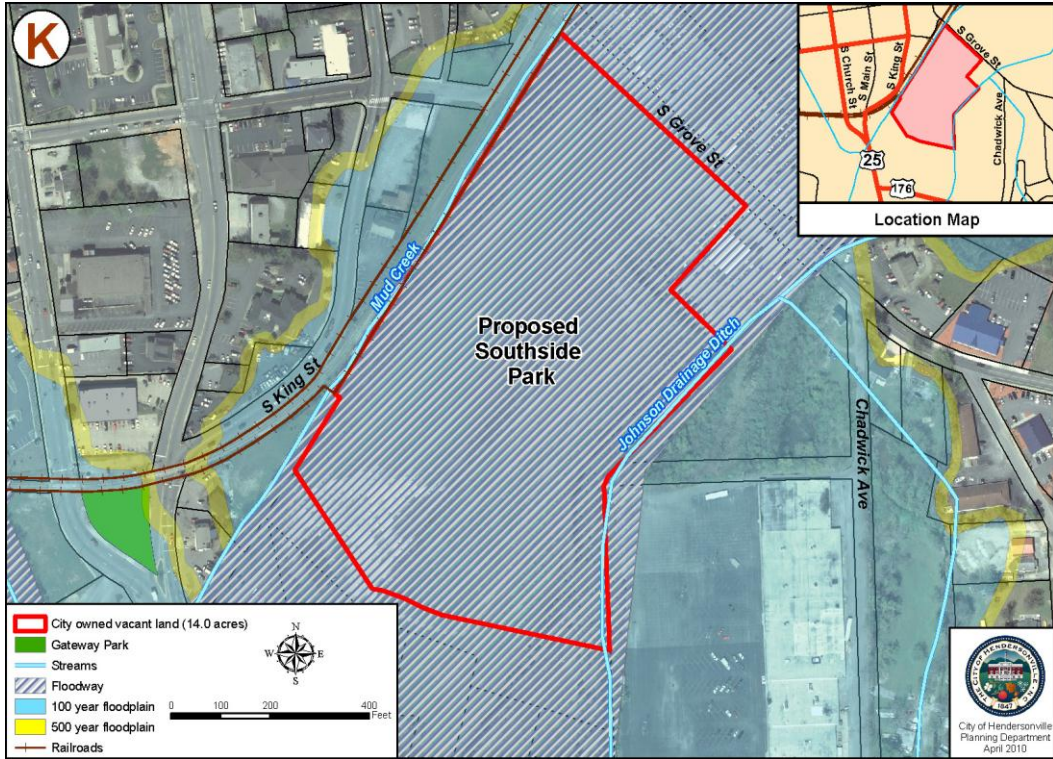 K
S Grove St
Mud Creek
Proposed
Southside
Park
Johnson Drainage Ditch
S King St
Chadwick Ave
S Church St
S Main St
S King St
S Grove St
Chadwick Ave
25
176
Location Map
City owned vacant land (14.0 acres)
Gateway Park
Streams
Floodway
100 year floodplain
500 year floodplain
Railroads
N
W E
S
0 100 200 400
Feet
THE CITY OF HENDERSONVILLE, N.C.
1847
City of Hendersonville
Planning Department
April 2010